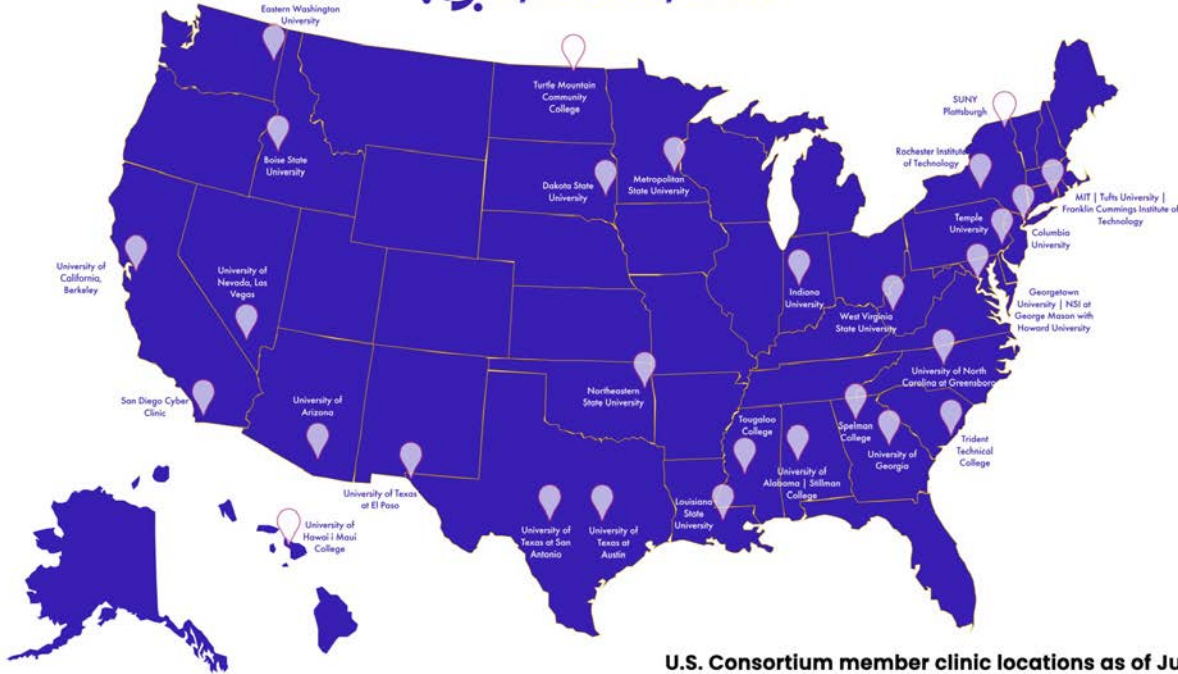 Eastern Washington
University
Turtle Mountain
Community
College
SUNY
Plattsburgh
Boise State
University
Rochester Institute
of Technology
Dakota State
University
Metropolitan
State University
MIT | Tufts University |
Franklin Cummings Institute of
Technology
Temple
University
Columbia
University
University of
California,
Berkeley
University of
Nevada, Las
Vegas
Indiana
University
West Virginia
State University
Georgetown
University | NSI at
George Mason with
Howard University
San Diego Cyber
Clinic
University of
Arizona
Northeastern
State University
University of North
Carolina at Greensboro
Tougaloo
College
Spelman
College
University of
Georgia
Trident
Technical
College
University of Texas
at El Paso
University of
Alabama | Stillman
College
Louisiana
State
University
University of
Hawai i Maui
College
University of
Texas at San
Antonio
University of
Texas at
Austin
U.S. Consortium member clinic locations as of Ju